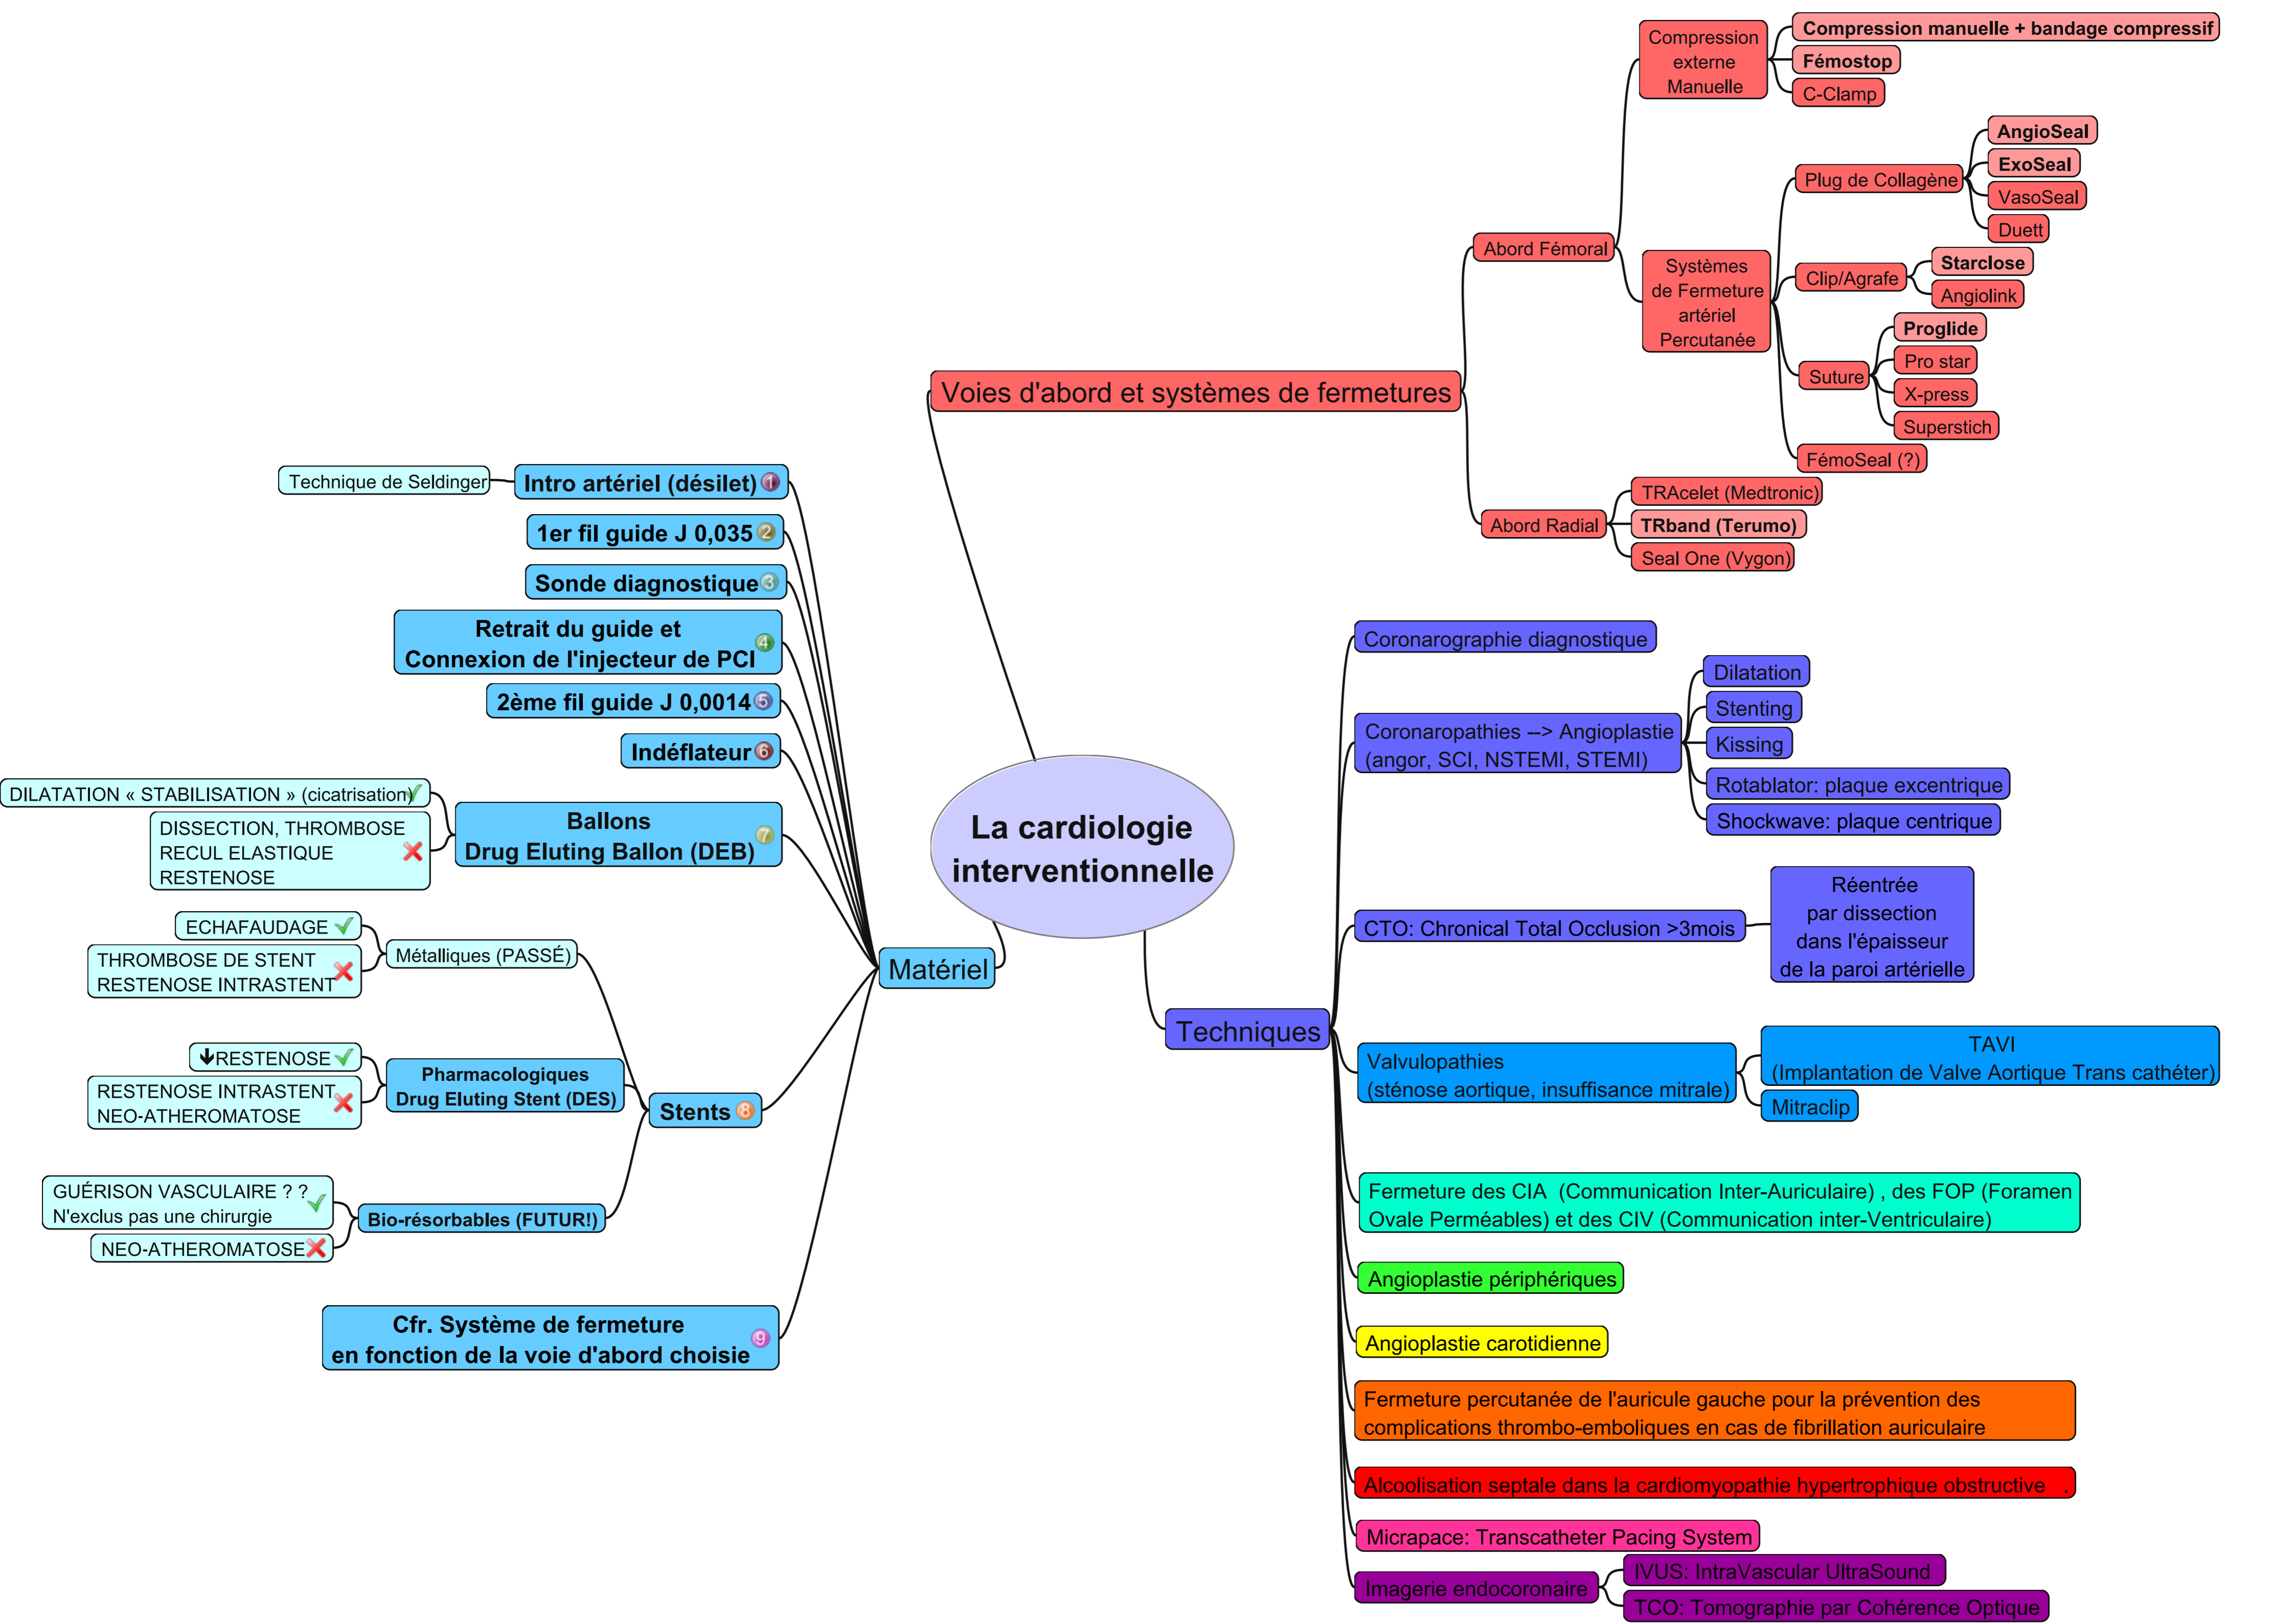 La cardiologie
interventionnelle
Voies d'abord et systèmes de fermetures
Abord Fémoral
Compression
externe
Manuelle
Compression manuelle + bandage compressif
Fémostop
C-Clamp
Systèmes
de Fermeture
artériel
Percutanée
Plug de Collagène
AngioSeal
ExoSeal
VasoSeal
Duett
Clip/Agrafe
Starclose
Angiolink
Suture
Proglide
Pro star
X-press
Superstich
FémoSeal (?)
Abord Radial
TRAcelet (Medtronic)
TRband (Terumo)
Seal One (Vygon)
Techniques
Coronarographie diagnostique
Coronaropathies --> Angioplastie
(angor, SCI, NSTEMI, STEMI)
Dilatation
Stenting
Kissing
Rotablator: plaque excentrique
Shockwave: plaque centrique
CTO: Chronical Total Occlusion >3mois
Réentrée
par dissection
dans l'épaisseur
de la paroi artérielle
Valvulopathies
(sténose aortique, insuffisance mitrale)
TAVI
(Implantation de Valve Aortique Trans cathéter)
Mitraclip
Fermeture des CIA (Communication Inter-Auriculaire) , des FOP (Foramen
Ovale Perméables) et des CIV (Communication inter-Ventriculaire)
Angioplastie périphériques
Angioplastie carotidienne
Fermeture percutanée de l'auricule gauche pour la prévention des
complications thrombo-emboliques en cas de fibrillation auriculaire
Alcoolisation septale dans la cardiomyopathie hypertrophique obstructive .
Micrapace: Transcatheter Pacing System
Imagerie endocoronaire
IVUS: IntraVascular UltraSound
TCO: Tomographie par Cohérence Optique
Matériel
Intro artériel (désilet) 1
Technique de Seldinger
1er fil guide J 0,035 2
Sonde diagnostique 3
Retrait du guide et
Connexion de l'injecteur de PCI 4
2ème fil guide J 0,0014 5
Indéflateur 6
Ballons
Drug Eluting Ballon (DEB) 7
DILATATION « STABILISATION » (cicatrisation)
DISSECTION, THROMBOSE
RECUL ELASTIQUE
RESTENOSE
Stents 8
Métalliques (PASSÉ)
ECHAFAUDAGE
THROMBOSE DE STENT
RESTENOSE INTRASTENT
Pharmacologiques
Drug Eluting Stent (DES)
🡻RESTENOSE
RESTENOSE INTRASTENT
NEO-ATHEROMATOSE
Bio-résorbables (FUTUR!)
GUÉRISON VASCULAIRE ? ?
N'exclus pas une chirurgie
NEO-ATHEROMATOSE
Cfr. Système de fermeture
en fonction de la voie d'abord choisie 9